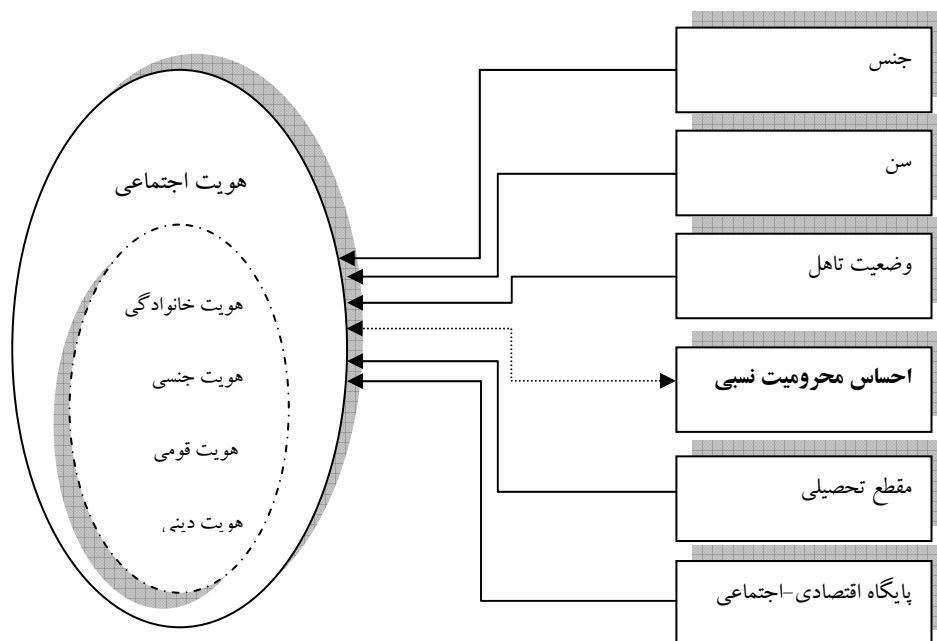 جنس
سن
وضعیت تاهل
احساس محرومیت نسبی
مقطع تحصیلی
پایگاه اقتصادی-اجتماعی
هویت اجتماعی
هویت خانوادگی
هویت جنسی
هویت قومی
هویت دینی